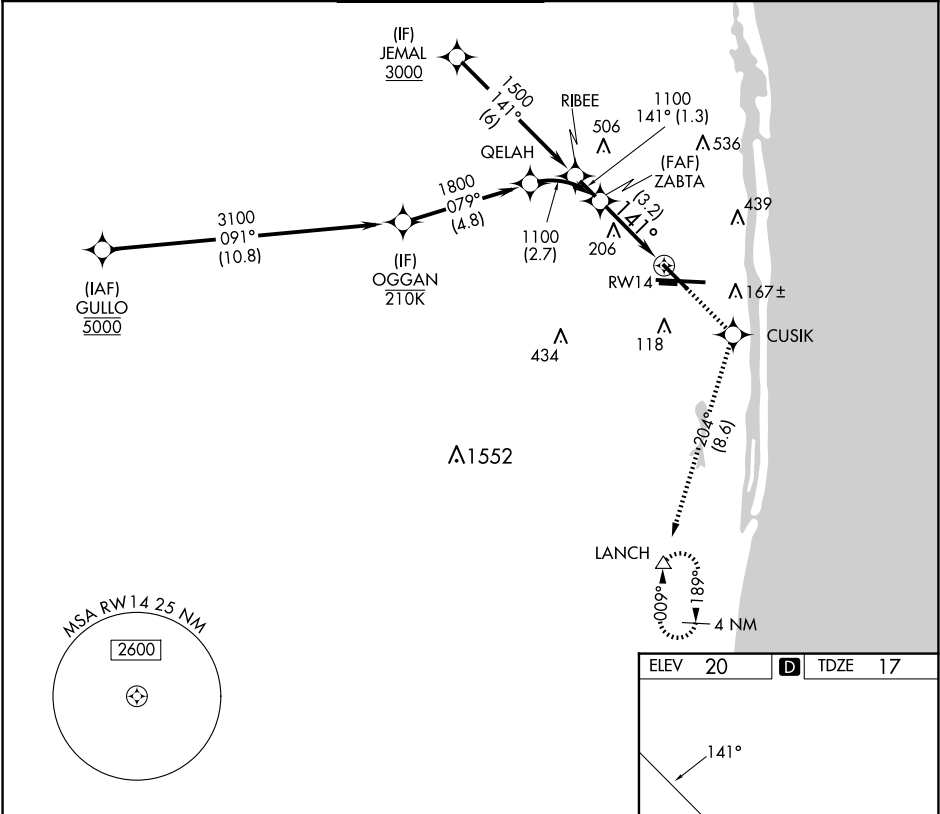 (IF)
JEMAL
3000
1500
141°
(6)
RIBEE
1100
141° (1.3)
506
536
QELAH
(FAF)
ZABTA
(3.2)
141°
439
1800
079°
(4.8)
3100
091°
(10.8)
1100
(2.7)
206
(IF)
OGGAN
210K
RW14
(IAF)
GULLO
5000
167±
CUSIK
434
118
204°
(8.6)
1552
LANCH
009°
189°
4 NM
MSA RW14 25 NM
2600
ELEV 20 D TDZE 17
141°